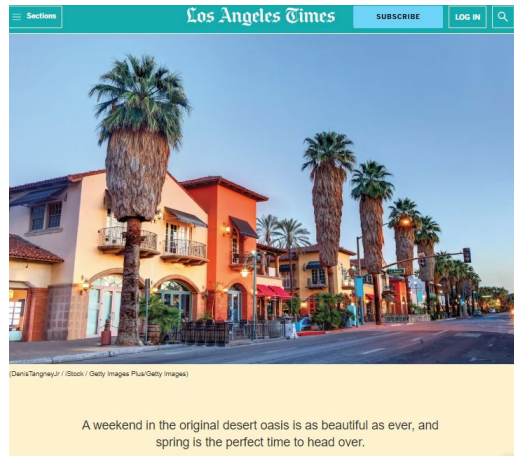 Sections
Los Angeles Times
SUBSCRIBE
LOG IN
(DenisTangneyJr / iStock / Getty Images Plus/Getty Images)
A weekend in the original desert oasis is as beautiful as ever, and
spring is the perfect time to head over.